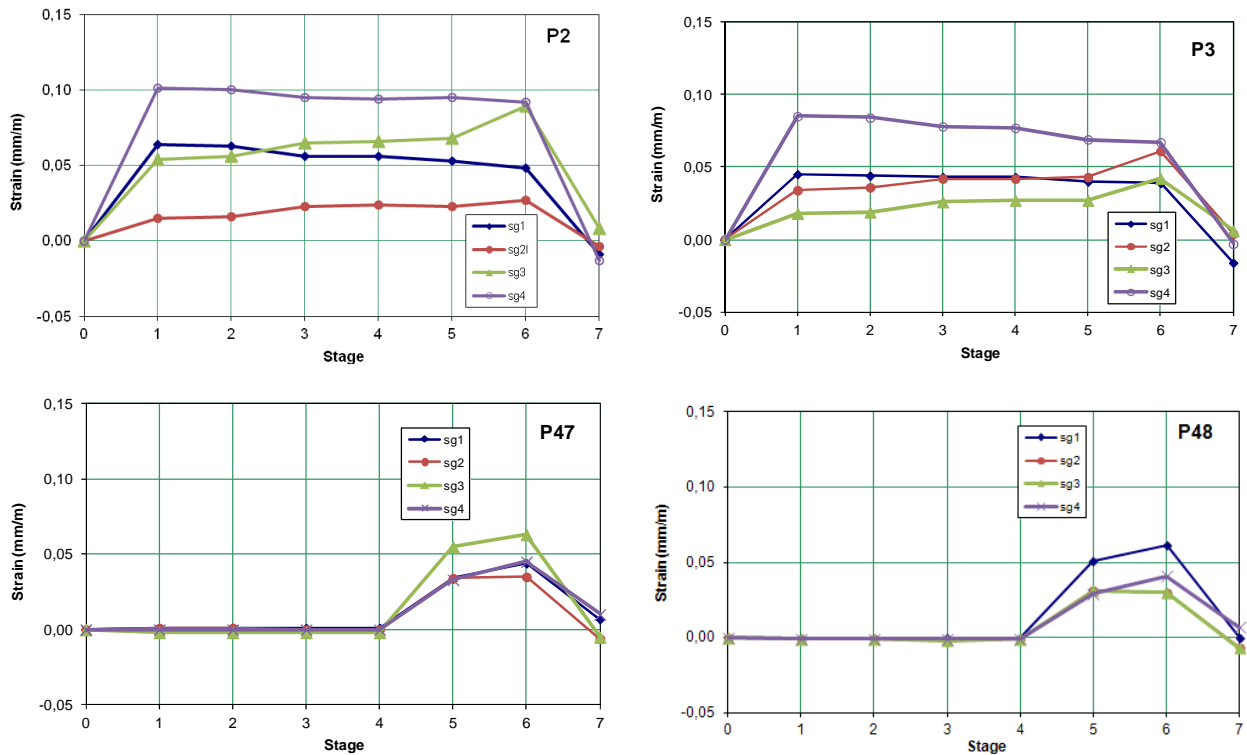 P2
Strain (mm/m)
0,15
0,10
0,05
0,00
-0,05
sg1
sg2l
sg3
sg4
0 1 2 3 4 5 6 7
Stage
P3
Strain (mm/m)
0,15
0,10
0,05
0,00
-0,05
sg1
sg2
sg3
sg4
0 1 2 3 4 5 6 7
Stage
P47
Strain (mm/m)
0,15
0,10
0,05
0,00
-0,05
sg1
sg2
sg3
sg4
0 1 2 3 4 5 6 7
Stage
P48
Strain (mm/m)
0,15
0,10
0,05
0,00
-0,05
sg1
sg2
sg3
sg4
0 1 2 3 4 5 6 7
Stage